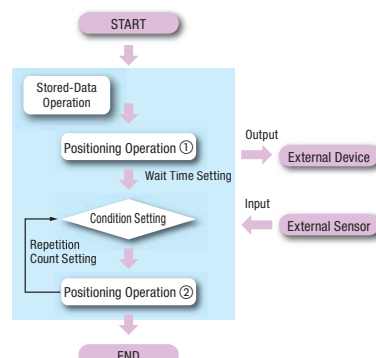 START
Stored-Data
Operation
Positioning Operation ①
Output
External Device
Wait Time Setting
Condition Setting
Input
External Sensor
Repetition
Count Setting
Positioning Operation ②
END